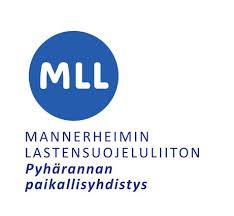 MLL
MANNERHEIMIN
LASTENSUOJELULIITON
Pyhärannan
paikallisyhdistys